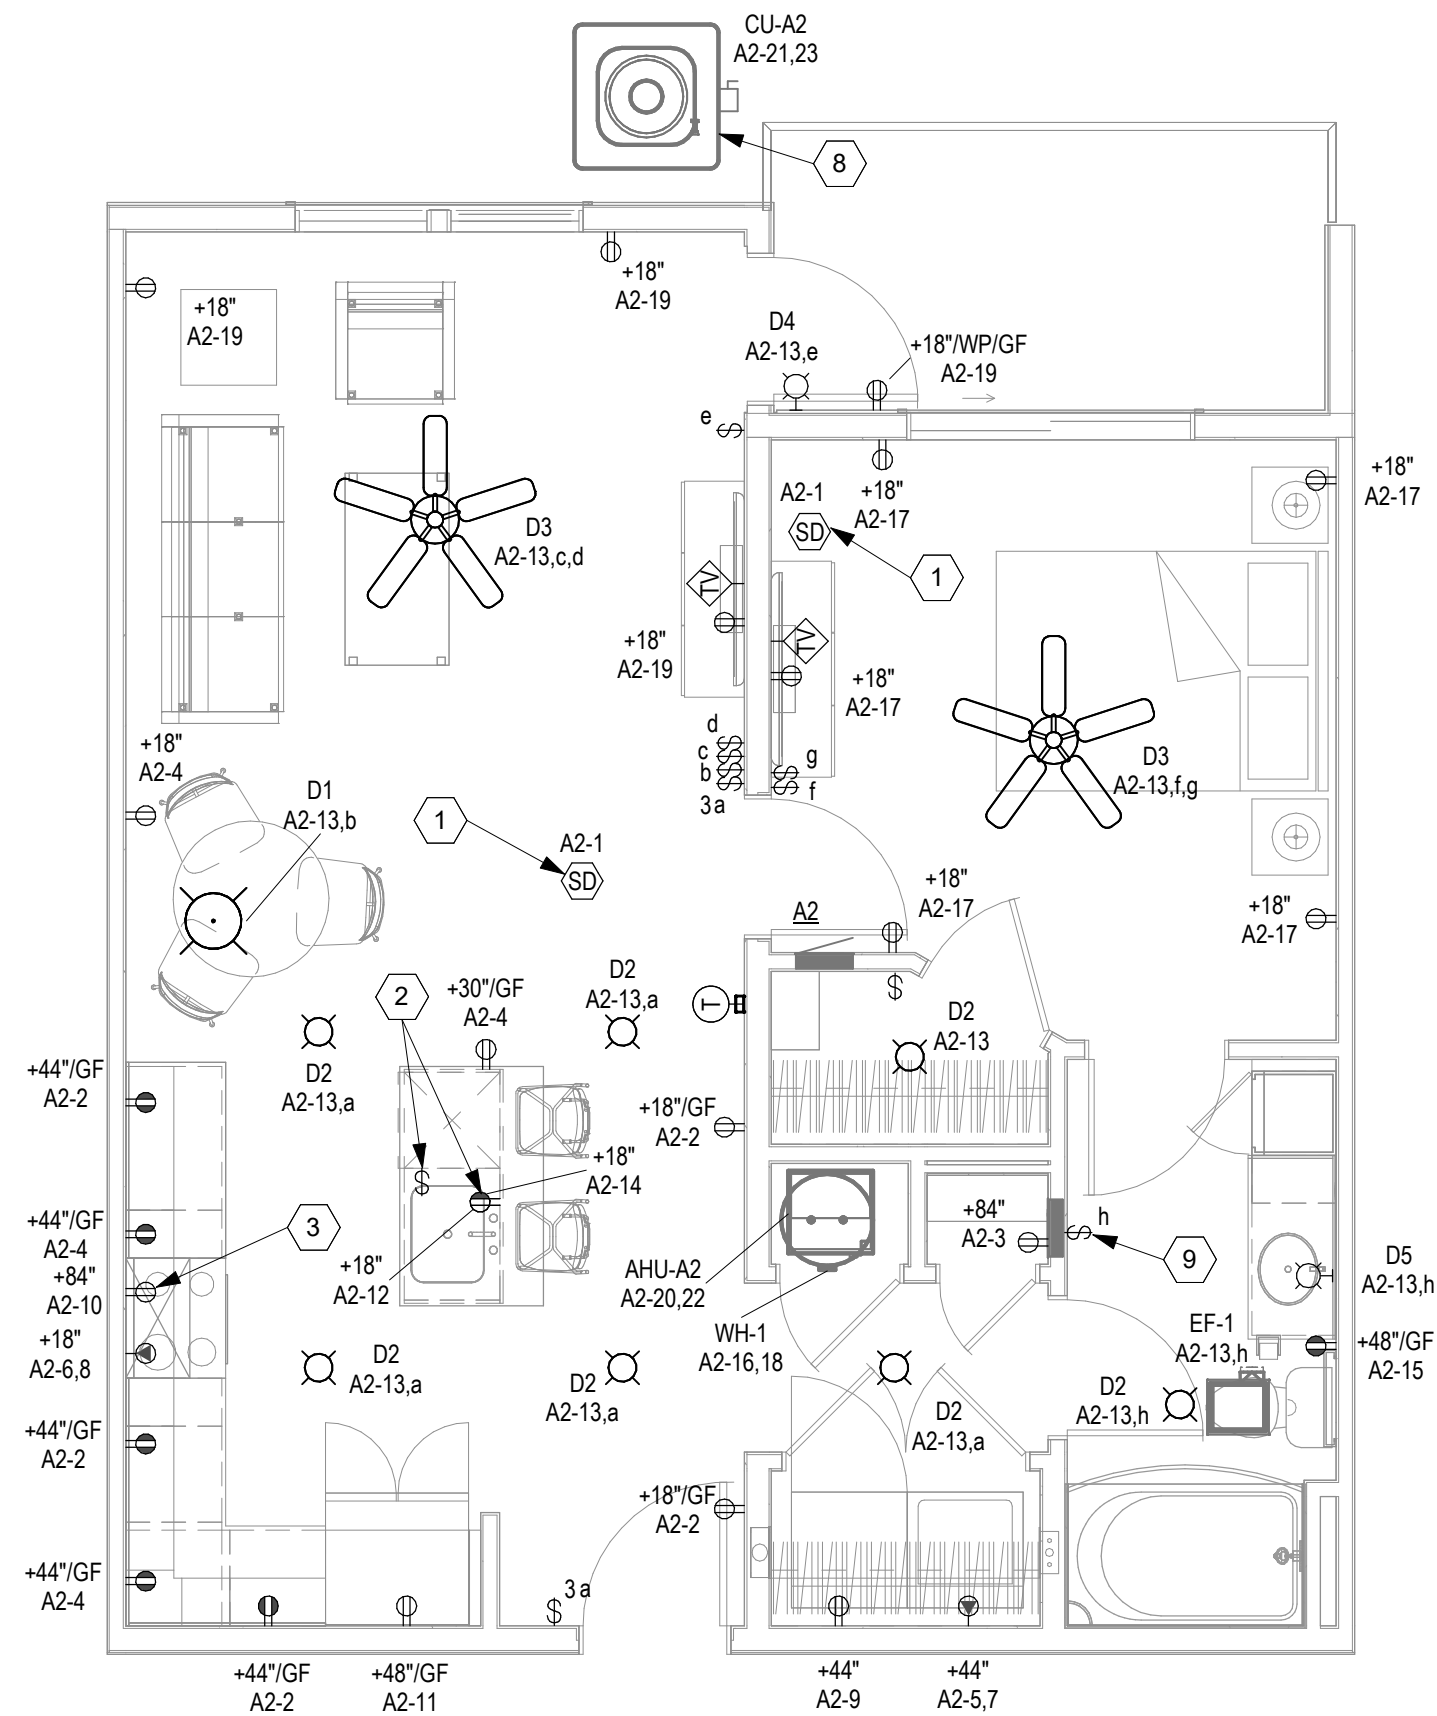 CU-A2
A2-21,23
8
+18"
A2-19
+18"
A2-19
D4
A2-13,e
+18"/WP/GF
A2-19
e
A2-1
SD
+18"
A2-17
+18"
A2-17
1
D3
A2-13,c,d
TV
TV
+18"
A2-19
+18"
A2-17
d
c
b
3a
g
f
D3
A2-13,f,g
+18"
A2-4
D1
A2-13,b
1
A2-1
SD
A2
+18"
A2-17
+18"
A2-17
2
+30"/GF
A2-4
D2
A2-13,a
T
$
D2
A2-13
D2
A2-13,a
+44"/GF
A2-2
+18"/GF
A2-2
+18"
A2-14
$
+44"/GF
A2-4
3
+84"
A2-10
+18"
A2-12
+18"
A2-6,8
AHU-A2
A2-20,22
WH-1
A2-16,18
+84"
A2-3
h
9
D5
A2-13,h
EF-1
A2-13,h
+48"/GF
A2-15
D2
A2-13,a
D2
A2-13,a
D2
A2-13,a
D2
A2-13,h
+44"/GF
A2-2
+18"/GF
A2-2
+44"/GF
A2-4
$
3a
+44"/GF
A2-2
+48"/GF
A2-11
+44"
A2-9
+44"
A2-5,7